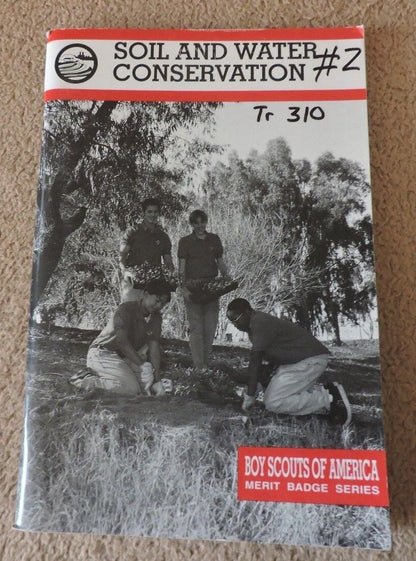 SOIL AND WATER
CONSERVATION #2
Tr 310
BOY SCOUTS OF AMERICA
MERIT BADGE SERIES